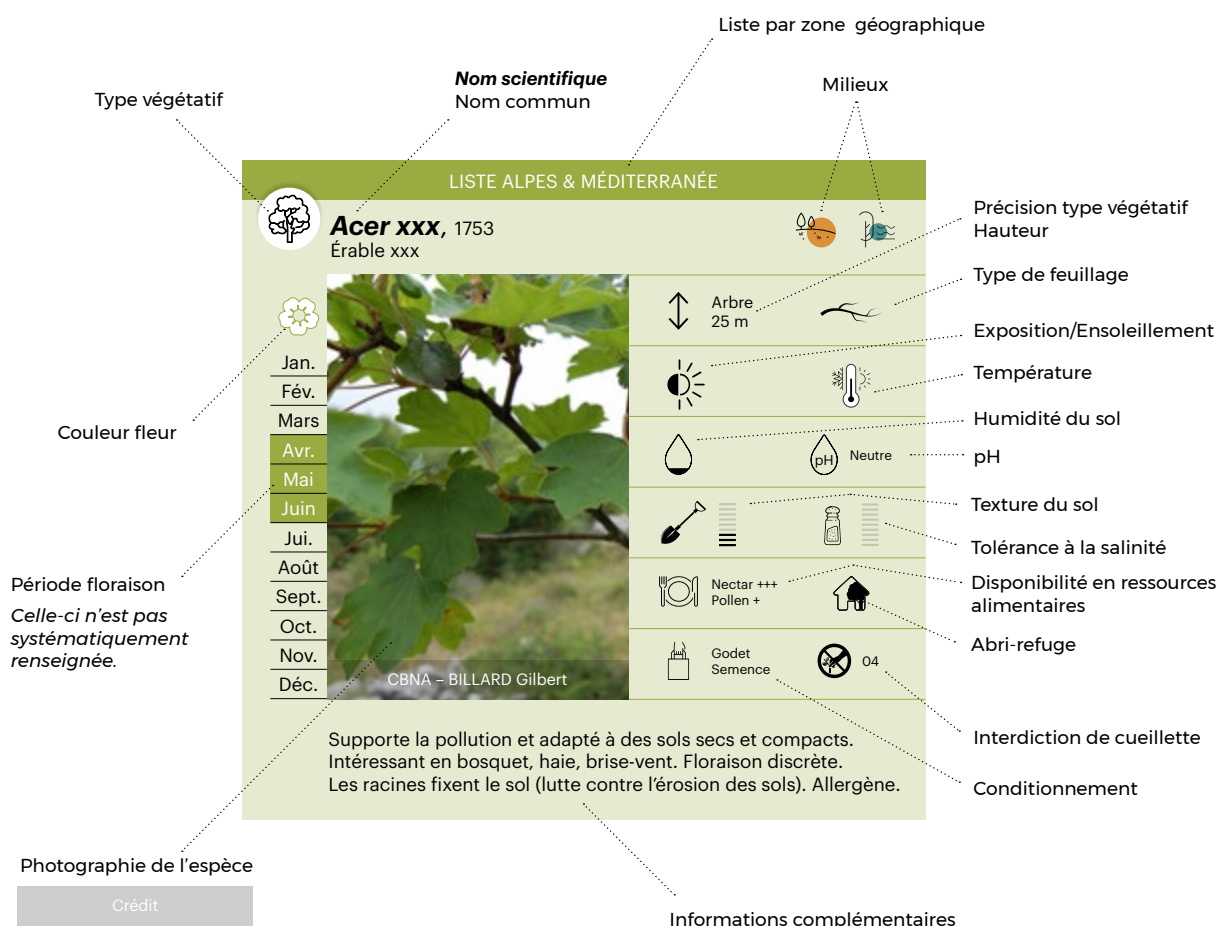 Liste par zone géographique
Nom scientifique
Nom commun
Milieux
Type végétatif
LISTE ALPES & MÉDITERRANÉE
Acer xxx, 1753
Érable xxx
Précision type végétatif
Hauteur
Arbre
25 m
Type de feuillage
Exposition/Ensoleillement
Température
Jan.
Fév.
Mars
Avr.
Mai
Juin
Jui.
Août
Sept.
Oct.
Nov.
Déc.
Couleur fleur
Humidité du sol
pH
Neutre
pH
Texture du sol
Tolérance à la salinité
Période floraison
Celle-ci n'est pas
systématiquement
renseignée.
Nectar +++
Pollen +
Disponibilité en ressources
alimentaires
Abri-refuge
Godet
Semence
04
CBNA – BILLARD Gilbert
Interdiction de cueillette
Conditionnement
Supporte la pollution et adapté à des sols secs et compacts.
Intéressant en bosquet, haie, brise-vent. Floraison discrète.
Les racines fixent le sol (lutte contre l'érosion des sols). Allergène.
Photographie de l'espèce
Crédit
Informations complémentaires